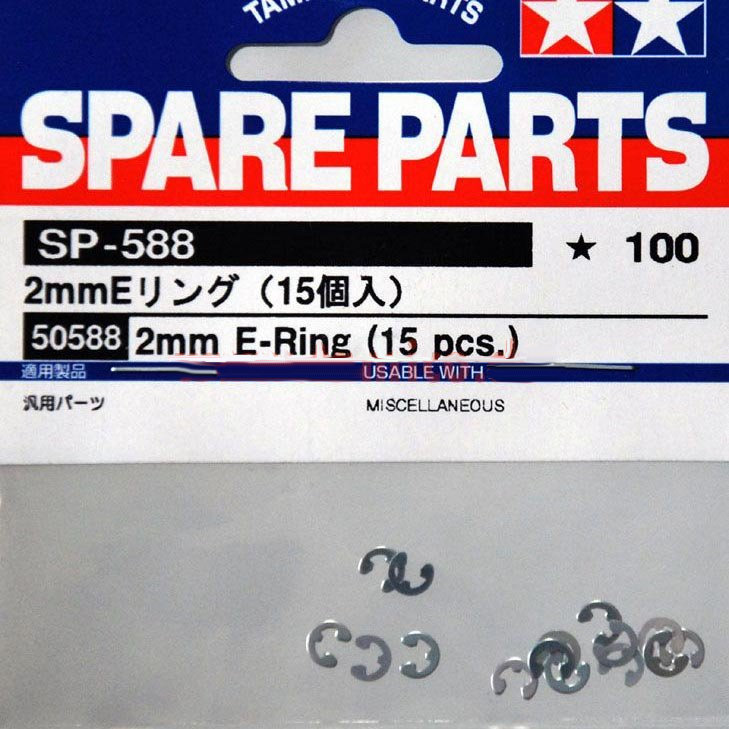 PARTS
SPARE PARTS
SP-588 ★ 100
2mmEリング（15個入）
50588 2mm E-Ring (15 pcs.)
適用製品 USABLE WITH
汎用パーツ MISCELLANEOUS